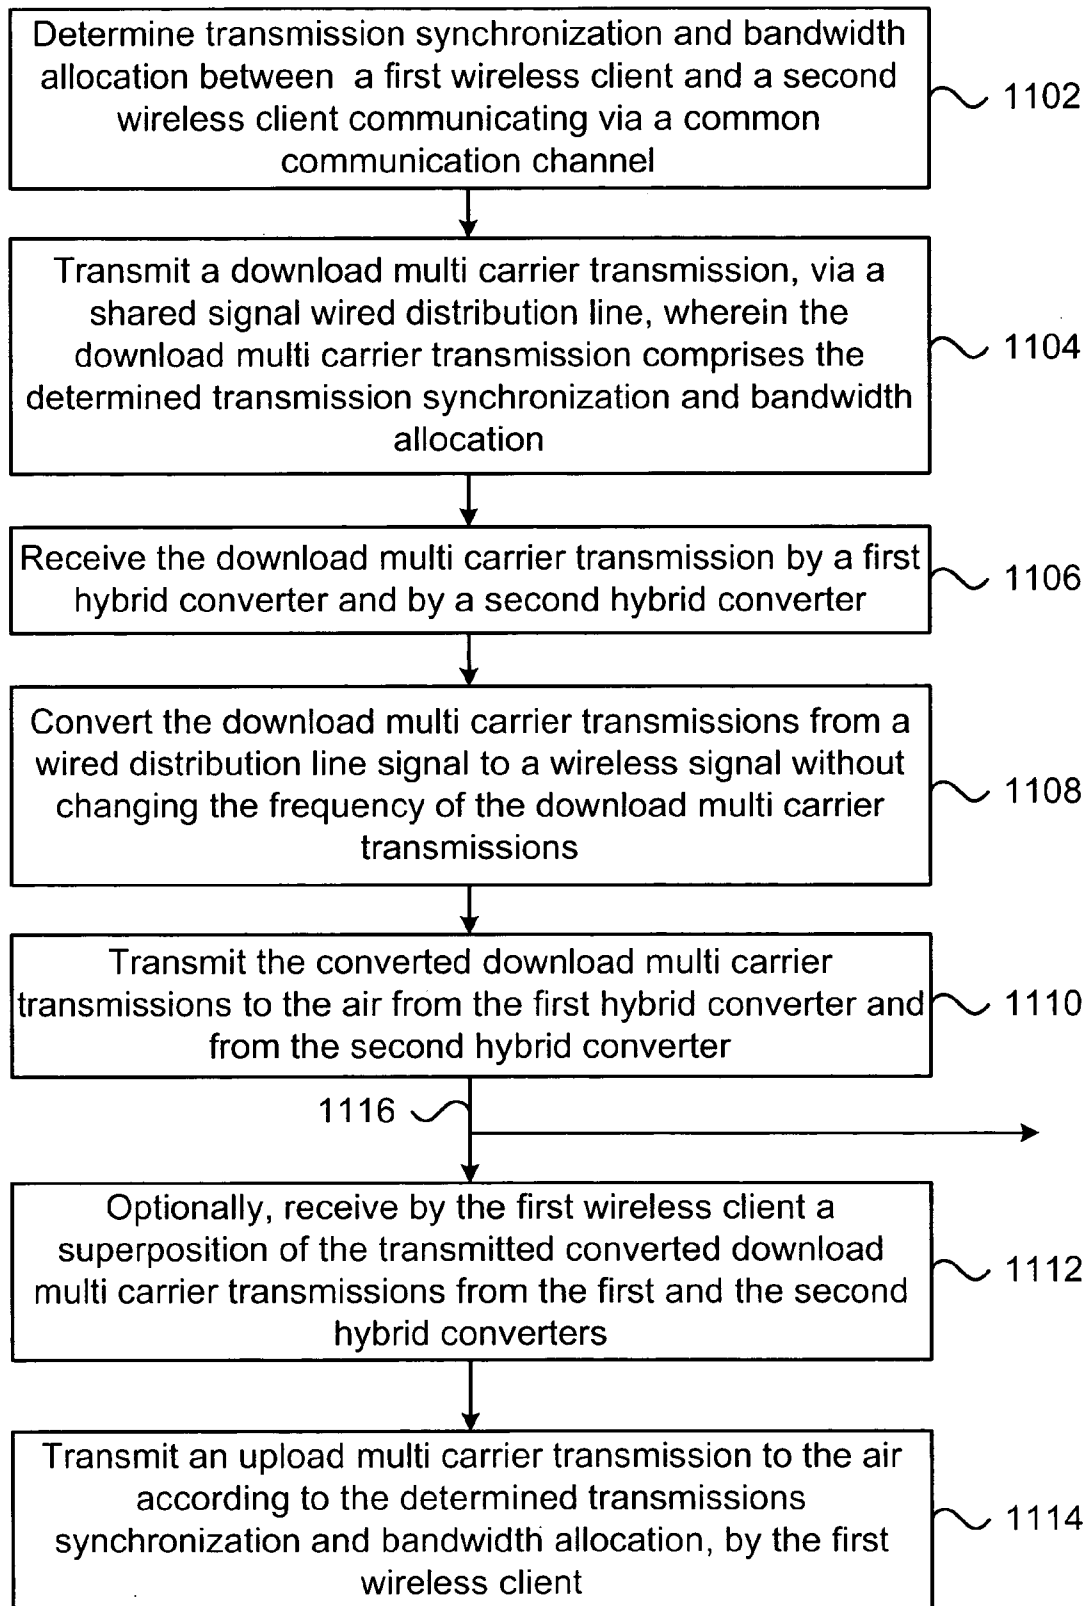 Determine transmission synchronization and bandwidth
allocation between a first wireless client and a second
wireless client communicating via a common
communication channel
1102
Transmit a download multi carrier transmission, via a
shared signal wired distribution line, wherein the
download multi carrier transmission comprises the
determined transmission synchronization and bandwidth
allocation
1104
Receive the download multi carrier transmission by a first
hybrid converter and by a second hybrid converter
1106
Convert the download multi carrier transmissions from a
wired distribution line signal to a wireless signal without
changing the frequency of the download multi carrier
transmissions
1108
Transmit the converted download multi carrier
transmissions to the air from the first hybrid converter and
from the second hybrid converter
1110
1116
Optionally, receive by the first wireless client a
superposition of the transmitted converted download
multi carrier transmissions from the first and the second
hybrid converters
1112
Transmit an upload multi carrier transmission to the air
according to the determined transmissions
synchronization and bandwidth allocation, by the first
wireless client
1114